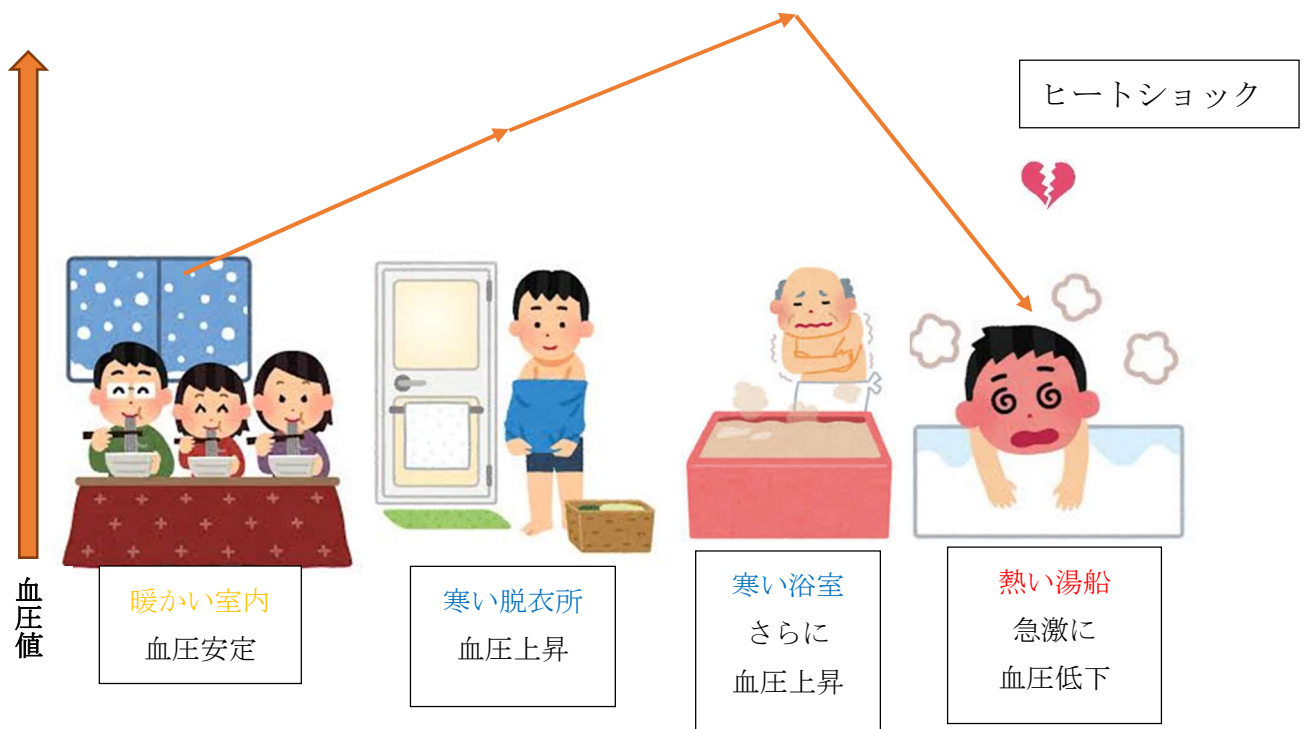 ヒートショック
血圧値
暖かい室内
血圧安定
寒い脱衣所
血圧上昇
寒い浴室
さらに
血圧上昇
熱い湯船
急激に
血圧低下